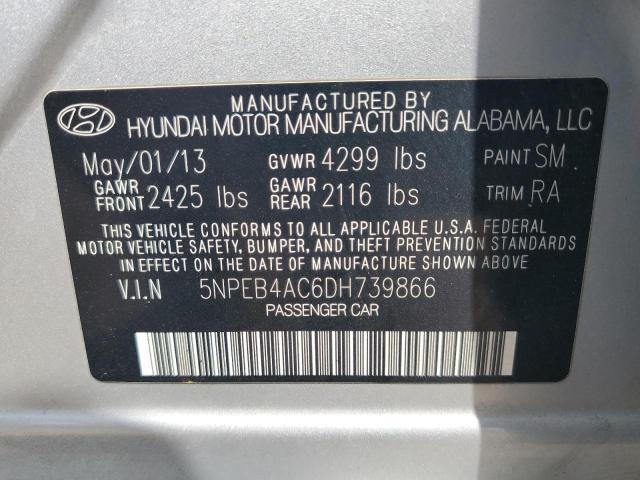 MANUFACTURED BY
HYUNDAI MOTOR MANUFACTURING ALABAMA, LLC
May/01/13 GVWR 4299 lbs PAINT SM
GAWR FRONT 2425 lbs GAWR REAR 2116 lbs TRIM RA
THIS VEHICLE CONFORMS TO ALL APPLICABLE U.S.A. FEDERAL
MOTOR VEHICLE SAFETY, BUMPER, AND THEFT PREVENTION STANDARDS
IN EFFECT ON THE DATE OF MANUFACTURE SHOWN ABOVE.
V.I.N 5NPEB4AC6DH739866
PASSENGER CAR